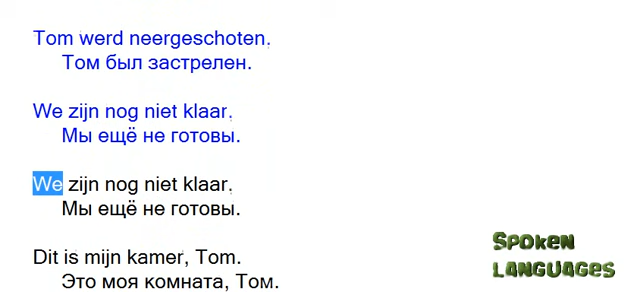 Tom werd neergeschoten.
Том был застрелен.
We zijn nog niet klaar.
Мы ещё не готовы.
We zijn nog niet klaar.
Мы ещё не готовы.
Dit is mijn kamer, Tom.
Это моя комната, Том.
Spoken
Languages